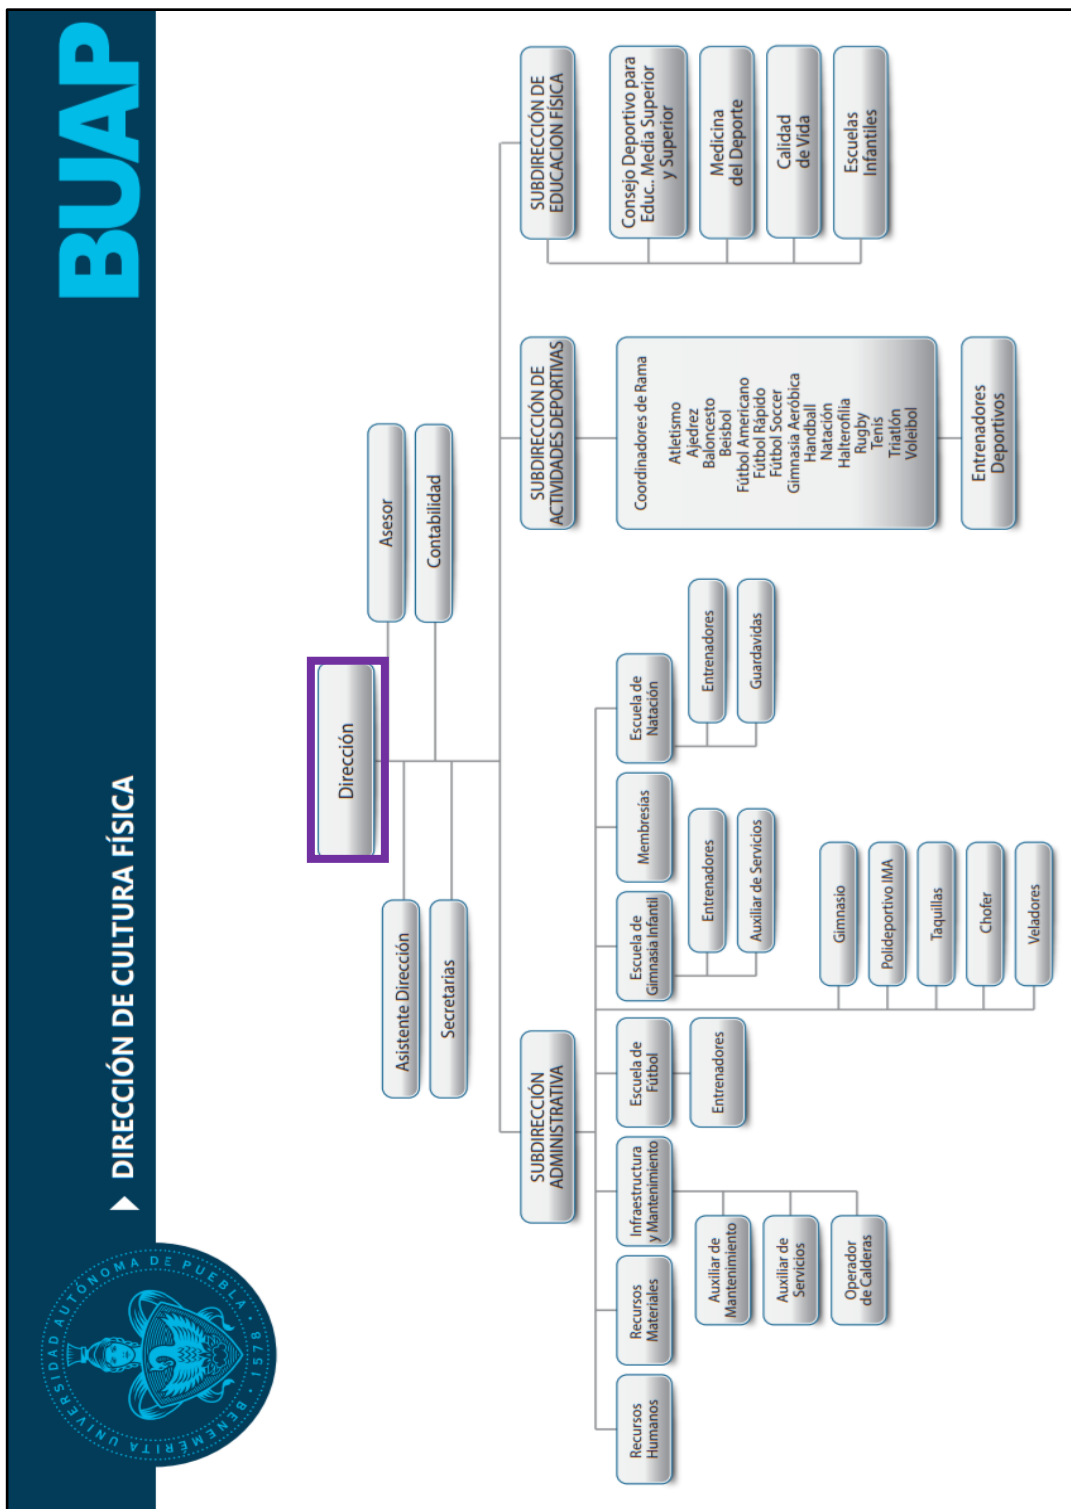 BUAP
DIRECCIÓN DE CULTURA FÍSICA
BENEMÉRITA UNIVERSIDAD AUTÓNOMA DE PUEBLA · 1578 ·
Dirección
Asistente Dirección
Asesor
Secretarias
Contabilidad
SUBDIRECCIÓN
ADMINISTRATIVA
SUBDIRECCIÓN DE
ACTIVIDADES DEPORTIVAS
SUBDIRECCIÓN DE
EDUCACION FÍSICA
Recursos
Humanos
Recursos
Materiales
Infraestructura
y Mantenimiento
Auxiliar de
Mantenimiento
Auxiliar de
Servicios
Operador
de Calderas
Escuela de
Fútbol
Entrenadores
Escuela de
Gimnasia Infantil
Entrenadores
Auxiliar de Servicios
Membresías
Escuela de
Natación
Entrenadores
Guardavidas
Gimnasio
Polideportivo IMA
Taquillas
Chofer
Veladores
Coordinadores de Rama
Atletismo
Ajedrez
Baloncesto
Beisbol
Fútbol Americano
Fútbol Rápido
Fútbol Soccer
Gimnasia Aeróbica
Handball
Natación
Halterofilia
Rugby
Tenis
Triatlón
Voleibol
Entrenadores
Deportivos
Consejo Deportivo para
Educ.. Media Superior
y Superior
Medicina
del Deporte
Calidad
de Vida
Escuelas
Infantiles